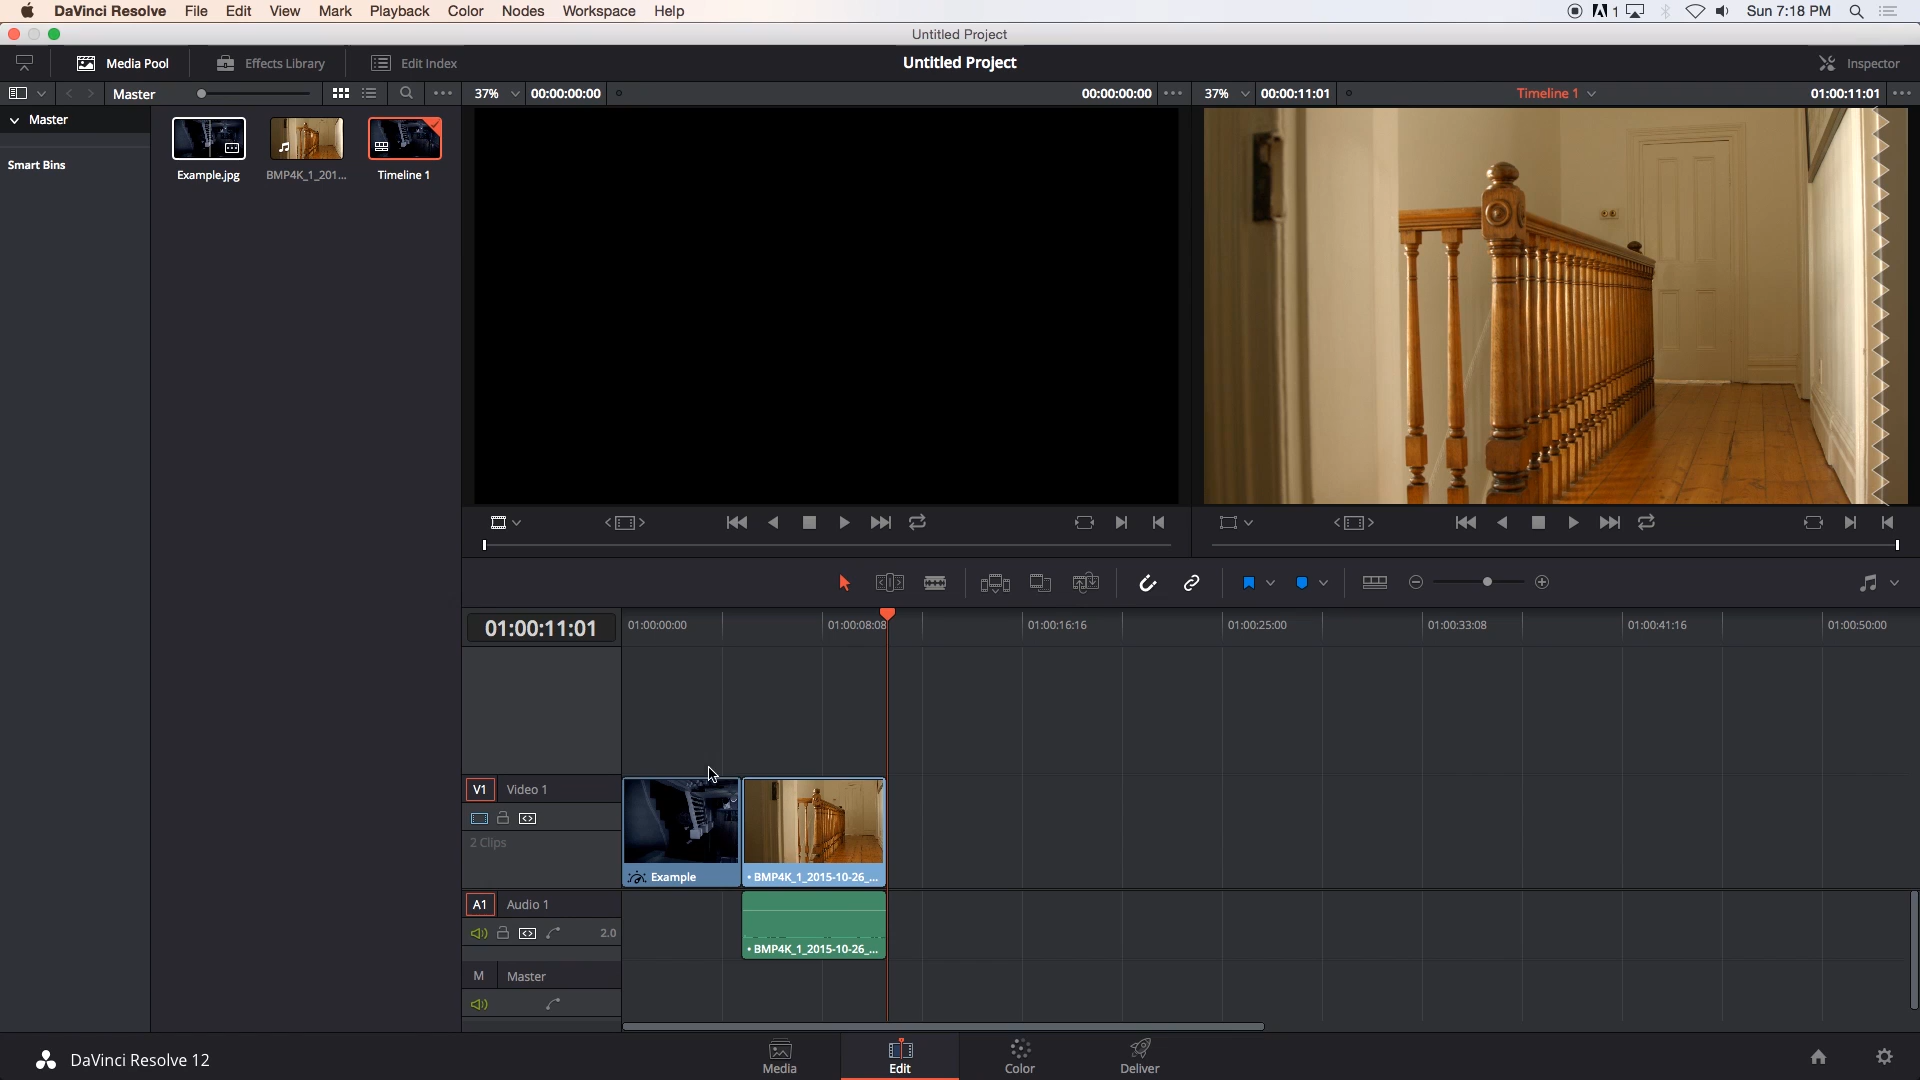 DaVinci Resolve File Edit View Mark Playback Color Nodes Workspace Help 1 Sun 7:18 PM
Untitled Project
Media Pool Effects Library Edit Index Untitled Project Inspector
Master 37% 00:00:00:00 00:00:00:00 37% 00:00:11:01 Timeline 1 01:00:11:01
Master
Smart Bins
Example.jpg BMP4K_1_201... Timeline 1
01:00:11:01 01:00:00:00 01:00:08:08 01:00:16:16 01:00:25:00 01:00:33:08 01:00:41:16 01:00:50:00
V1 Video 1
2 Clips
Example • BMP4K_1_2015-10-26_...
A1 Audio 1
2.0
• BMP4K_1_2015-10-26_...
M Master
DaVinci Resolve 12 Media Edit Color Deliver